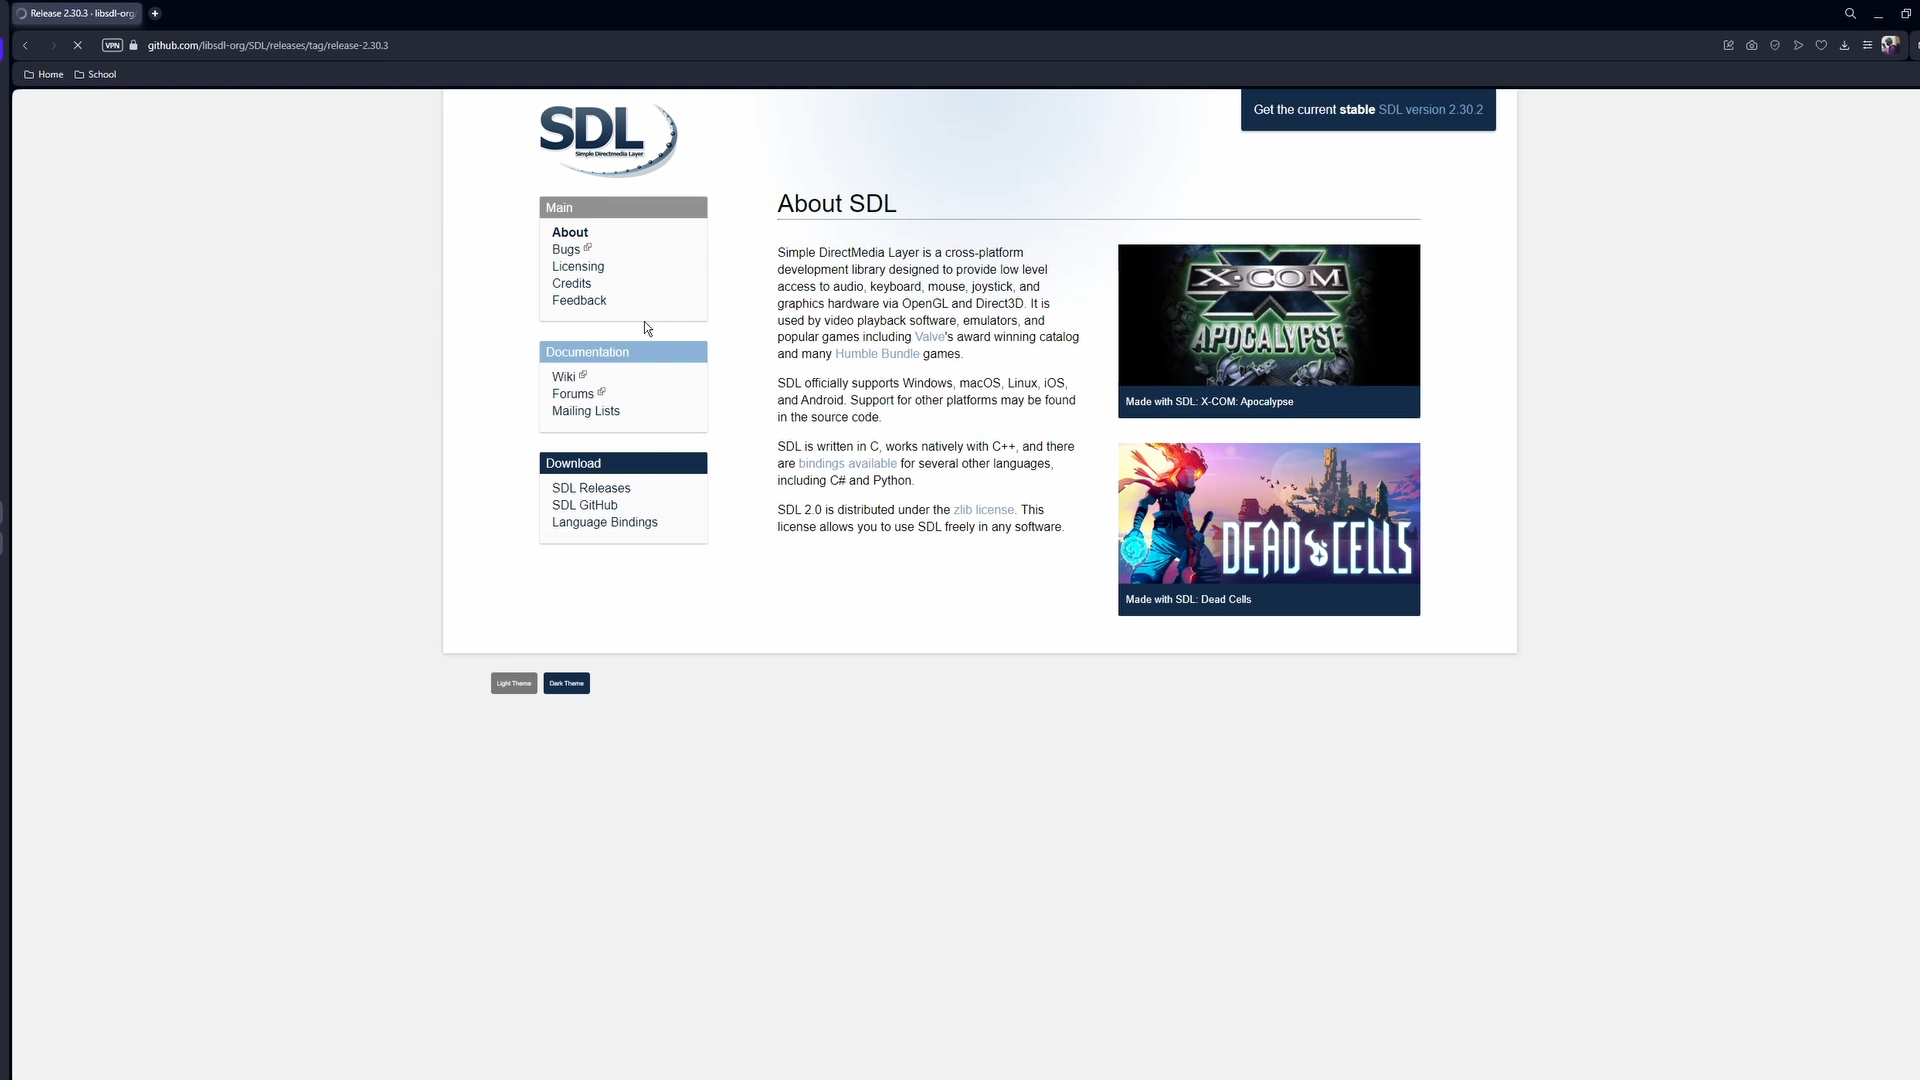 Release 2.30.3 · libsdl-org
VPN
github.com/libsdl-org/SDL/releases/tag/release-2.30.3
Home
School
SDL
Simple Directmedia Layer
Get the current stable SDL version 2.30.2
Main
About
Bugs
Licensing
Credits
Feedback
Documentation
Wiki
Forums
Mailing Lists
Download
SDL Releases
SDL GitHub
Language Bindings
About SDL
Simple DirectMedia Layer is a cross-platform
development library designed to provide low level
access to audio, keyboard, mouse, joystick, and
graphics hardware via OpenGL and Direct3D. It is
used by video playback software, emulators, and
popular games including Valve's award winning catalog
and many Humble Bundle games.
SDL officially supports Windows, macOS, Linux, iOS,
and Android. Support for other platforms may be found
in the source code.
SDL is written in C, works natively with C++, and there
are bindings available for several other languages,
including C# and Python.
SDL 2.0 is distributed under the zlib license. This
license allows you to use SDL freely in any software.
X-COM
APOCALYPSE
Made with SDL: X-COM: Apocalypse
DEAD CELLS
Made with SDL: Dead Cells
Light Theme
Dark Theme